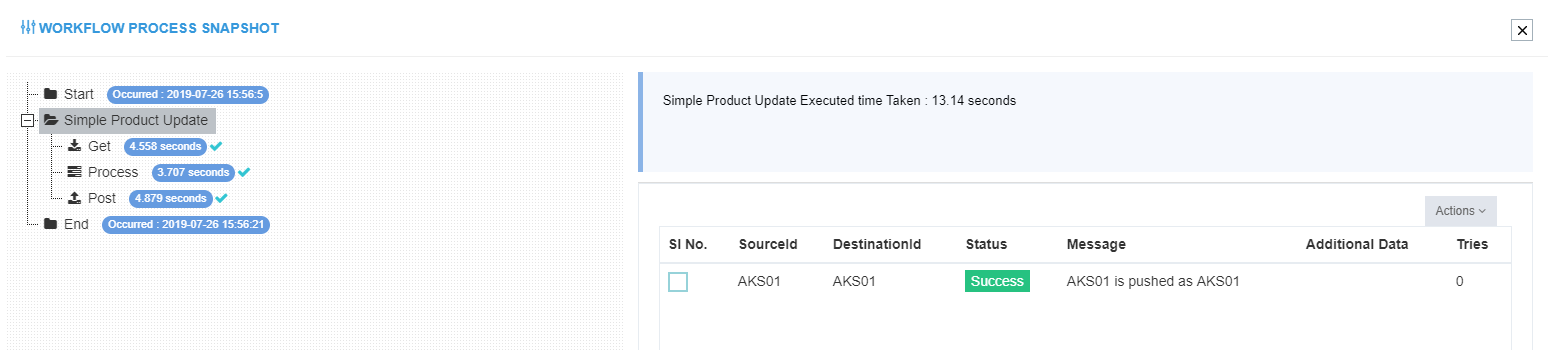 WORKFLOW PROCESS SNAPSHOT
Start Occurred : 2019-07-26 15:56:5
Simple Product Update
Get 4.558 seconds
Process 3.707 seconds
Post 4.879 seconds
End Occurred : 2019-07-26 15:56:21
Simple Product Update Executed time Taken : 13.14 seconds
Actions
Sl No. SourceId DestinationId Status Message Additional Data Tries
AKS01 AKS01 Success AKS01 is pushed as AKS01 0